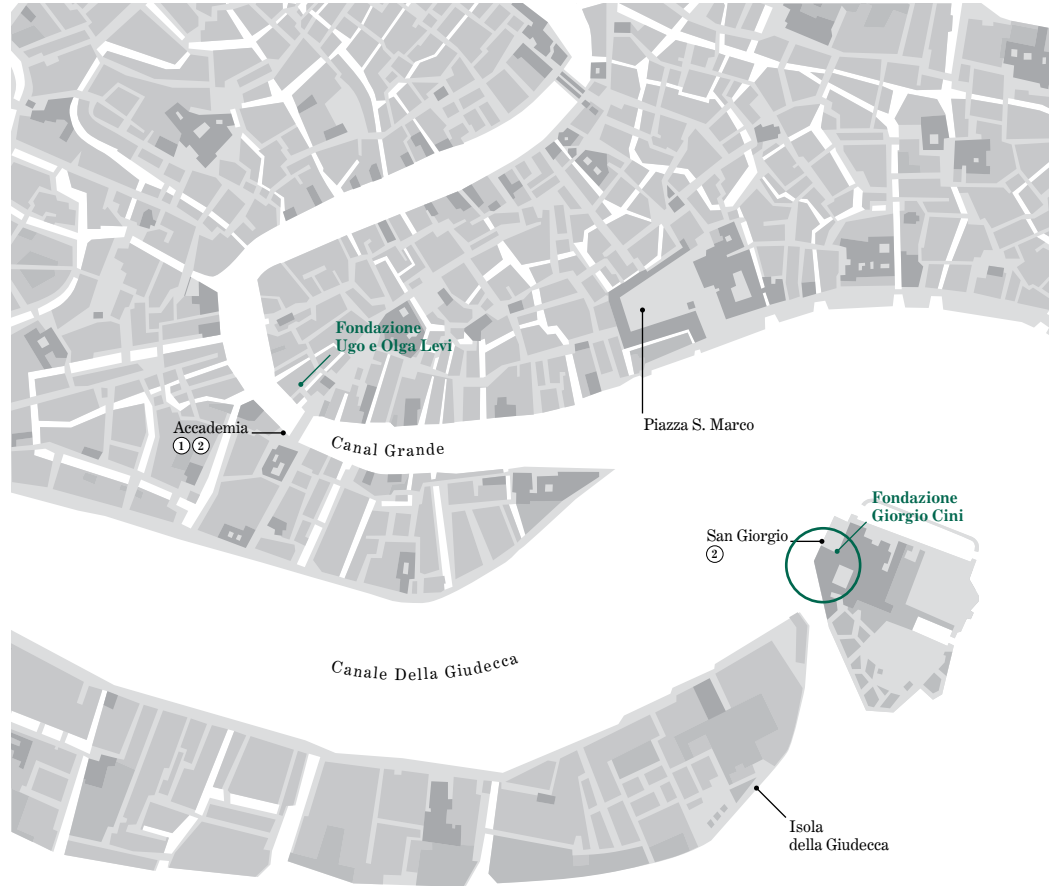 Fondazione
Ugo e Olga Levi
Accademia
1 2
Canal Grande
Piazza S. Marco
Fondazione
Giorgio Cini
San Giorgio
2
Canale Della Giudecca
Isola
della Giudecca